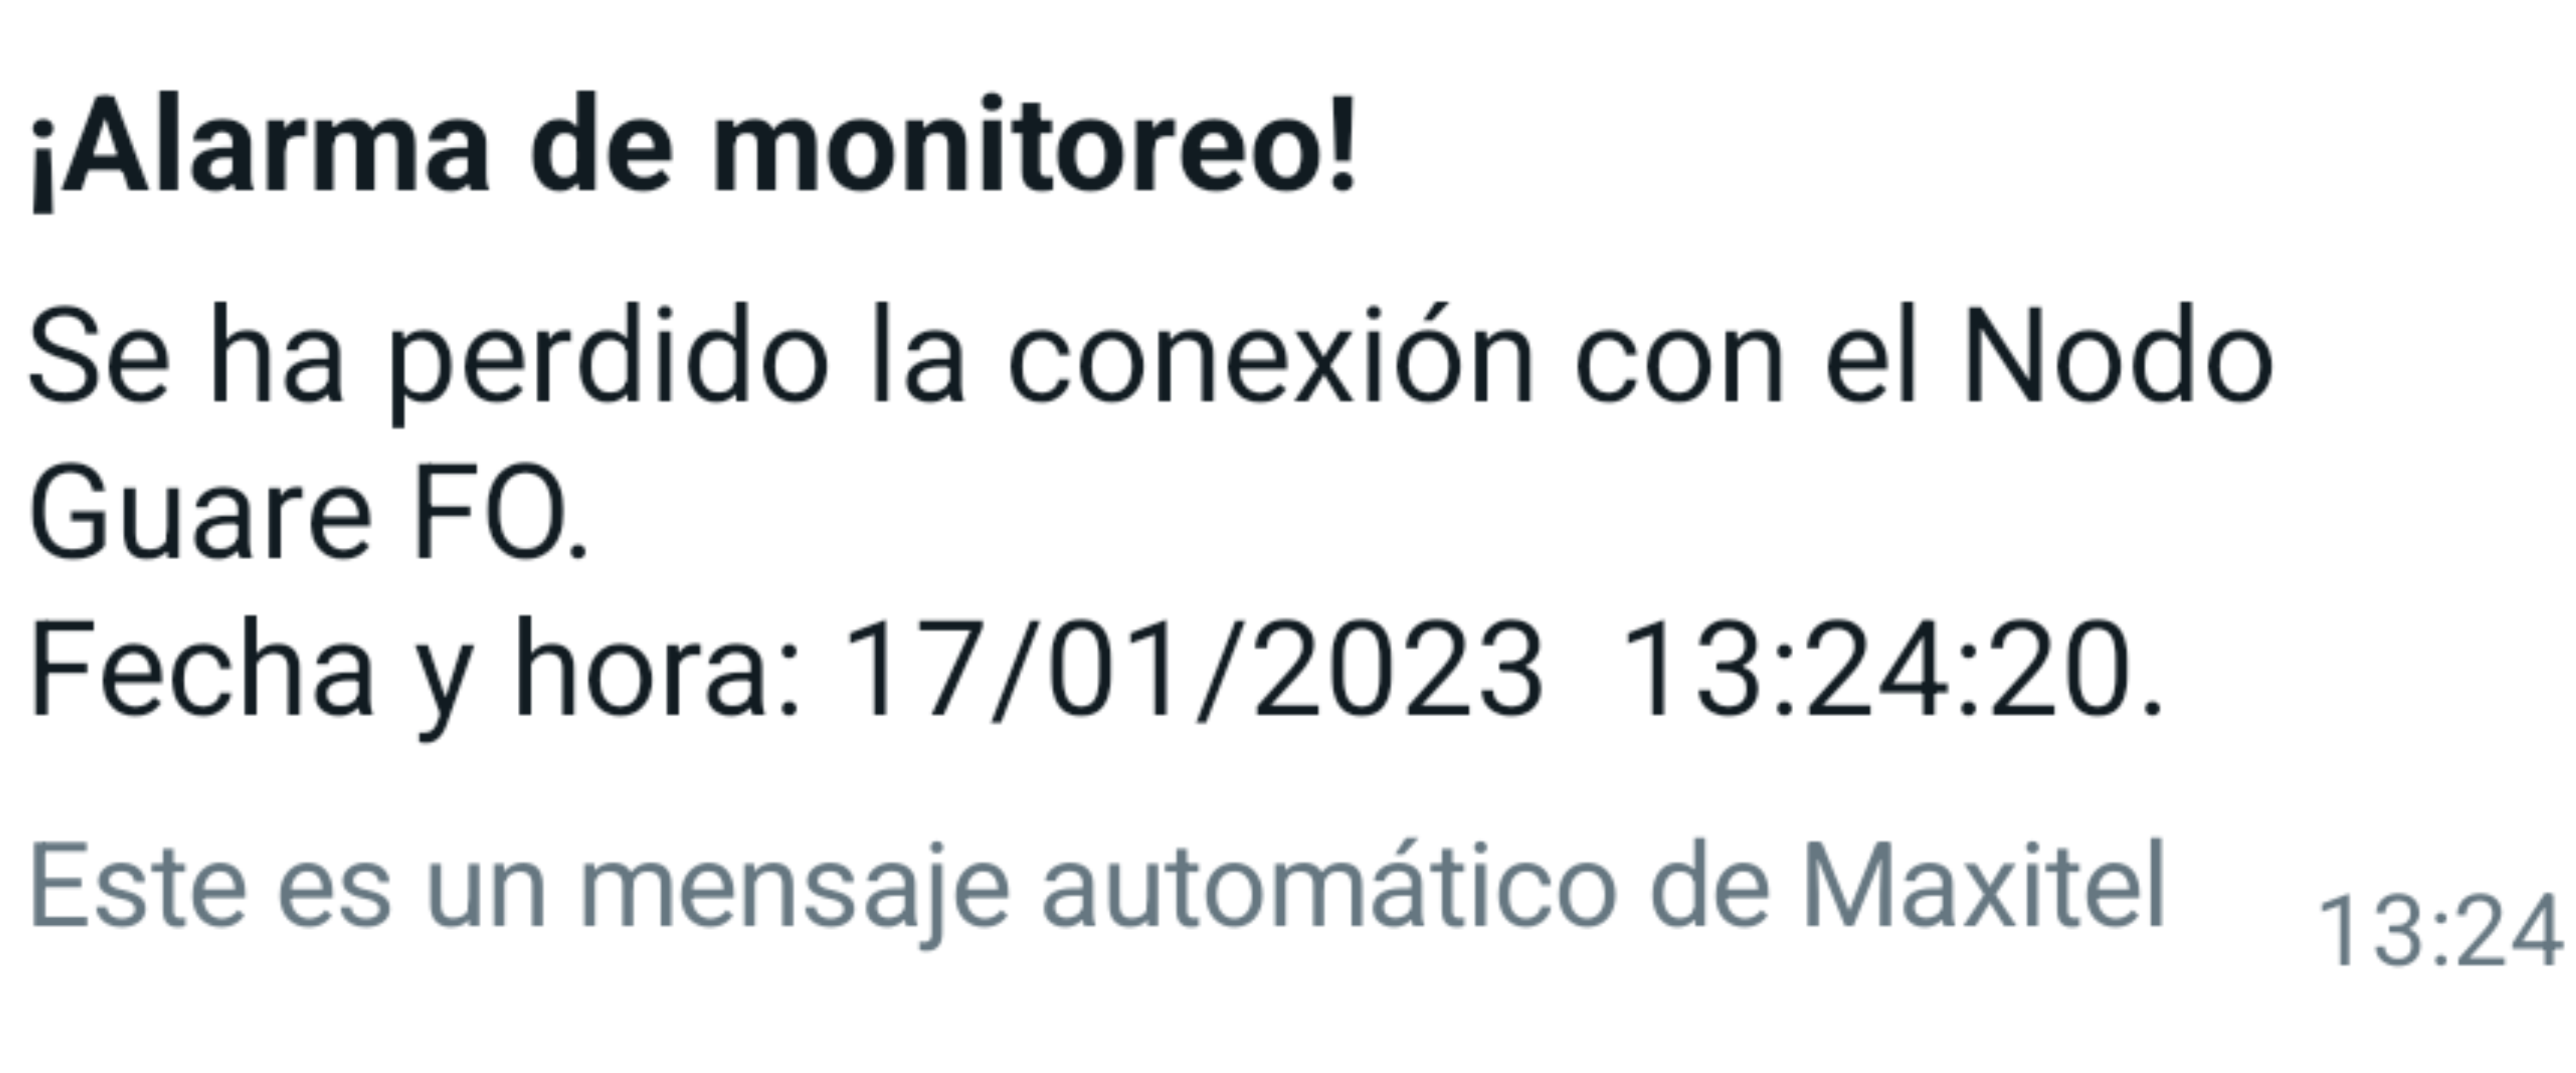 ¡Alarma de monitoreo!
Se ha perdido la conexión con el Nodo
Guare FO.
Fecha y hora: 17/01/2023  13:24:20.
Este es un mensaje automático de Maxitel
13:24